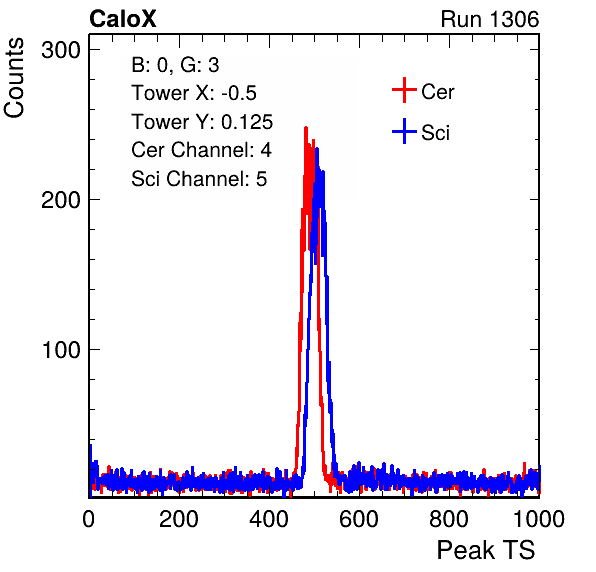 CaloX Run 1306
Counts
300
200
100
B: 0, G: 3
Tower X: -0.5
Tower Y: 0.125
Cer Channel: 4
Sci Channel: 5
Cer
Sci
0 200 400 600 800 1000
Peak TS